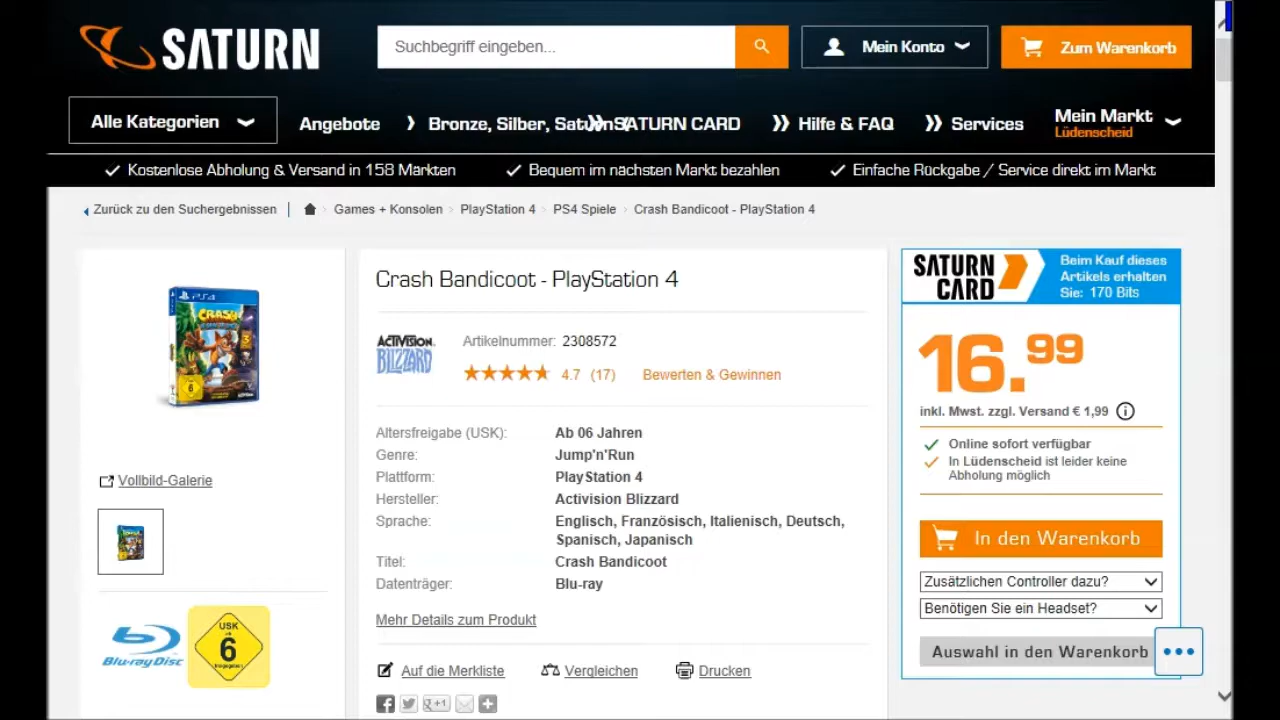 SATURN
Suchbegriff eingeben...
Mein Konto
Zum Warenkorb
Alle Kategorien
Angebote
Bronze, Silber, Saturn
SATURN CARD
Hilfe & FAQ
Services
Mein Markt
Lüdenscheid
Kostenlose Abholung & Versand in 158 Märkten
Bequem im nächsten Markt bezahlen
Einfache Rückgabe / Service direkt im Markt
Zurück zu den Suchergebnissen
Games + Konsolen
PlayStation 4
PS4 Spiele
Crash Bandicoot - PlayStation 4
PS4
CRASH
6
Vollbild-Galerie
Blu-ray Disc
USK
ab
6
freigegeben
Crash Bandicoot - PlayStation 4
ACTIVISION
BLIZZARD
Artikelnummer: 2308572
4.7 (17) Bewerten & Gewinnen
Altersfreigabe (USK): Ab 06 Jahren
Genre: Jump'n'Run
Plattform: PlayStation 4
Hersteller: Activision Blizzard
Sprache: Englisch, Französisch, Italienisch, Deutsch,
Spanisch, Japanisch
Titel: Crash Bandicoot
Datenträger: Blu-ray
Mehr Details zum Produkt
Auf die Merkliste
Vergleichen
Drucken
g+1
SATURN
CARD
Beim Kauf dieses
Artikels erhalten
Sie: 170 Bits
16.99
inkl. Mwst. zzgl. Versand € 1,99
Online sofort verfügbar
In Lüdenscheid ist leider keine
Abholung möglich
In den Warenkorb
Zusätzlichen Controller dazu?
Benötigen Sie ein Headset?
Auswahl in den Warenkorb